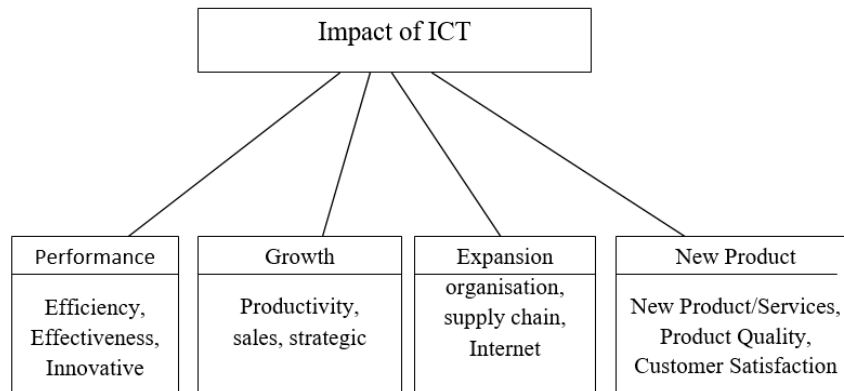 Impact of ICT
Performance
Efficiency,
Effectiveness,
Innovative
Growth
Productivity,
sales, strategic
Expansion
organisation,
supply chain,
Internet
New Product
New Product/Services,
Product Quality,
Customer Satisfaction